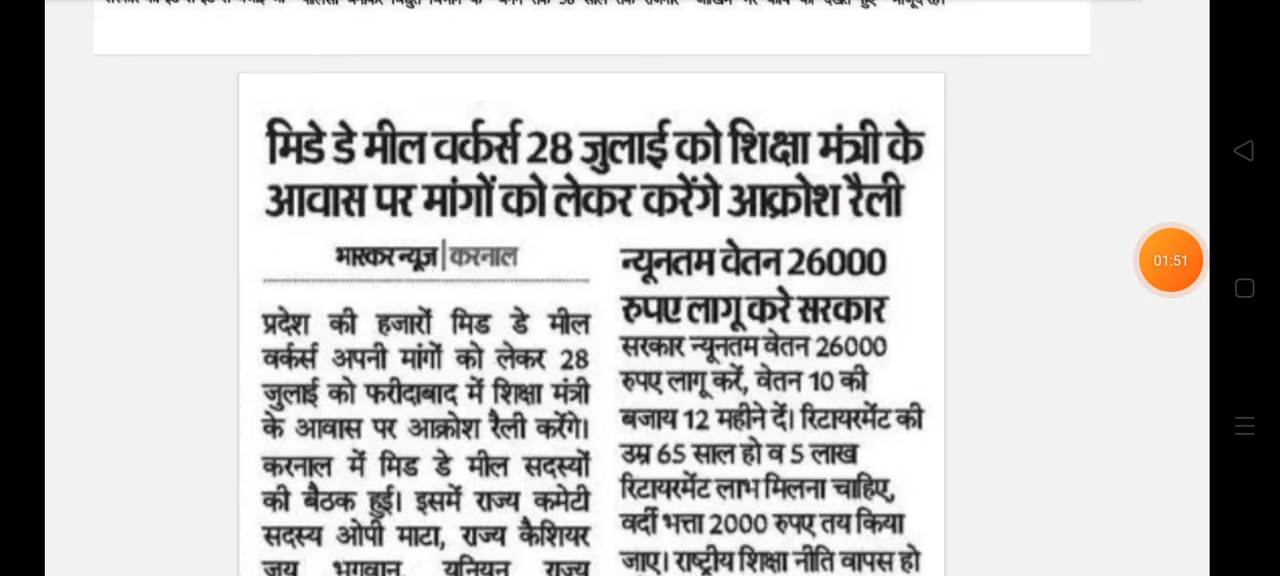 मिडे डे मील वर्कर्स 28 जुलाई को शिक्षा मंत्री के
आवास पर मांगों को लेकर करेंगे आक्रोश रैली
भास्कर न्यूज|करनाल
प्रदेश की हजारों मिड डे मील
वर्कर्स अपनी मांगों को लेकर 28
जुलाई को फरीदाबाद में शिक्षा मंत्री
के आवास पर आक्रोश रैली करेंगे।
करनाल में मिड डे मील सदस्यों
की बैठक हुई। इसमें राज्य कमेटी
सदस्य ओपी माटा, राज्य कैशियर
जय भगवान यूनियन राज्य
न्यूनतम वेतन 26000
रुपए लागू करे सरकार
सरकार न्यूनतम वेतन 26000
रुपए लागू करें, वेतन 10 की
बजाय 12 महीने दें। रिटायरमेंट की
उम्र 65 साल हो व 5 लाख
रिटायरमेंट लाभ मिलना चाहिए,
वर्दी भत्ता 2000 रुपए तय किया
जाए। राष्ट्रीय शिक्षा नीति वापस हो
01:51